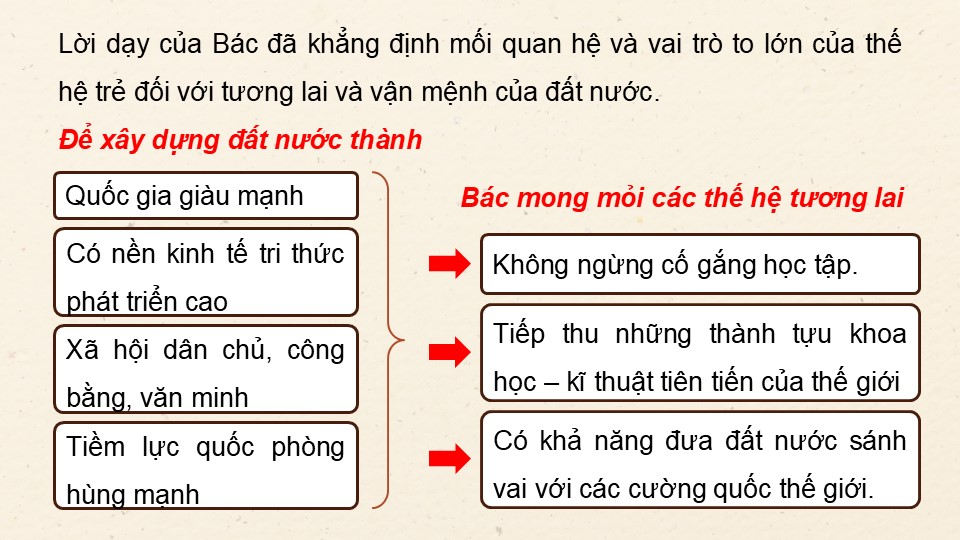 Lời dạy của Bác đã khẳng định mối quan hệ và vai trò to lớn của thế
hệ trẻ đối với tương lai và vận mệnh của đất nước.
Để xây dựng đất nước thành
Quốc gia giàu mạnh
Có nền kinh tế tri thức
phát triển cao
Xã hội dân chủ, công
bằng, văn minh
Tiềm lực quốc phòng
hùng mạnh
Bác mong mỏi các thế hệ tương lai
Không ngừng cố gắng học tập.
Tiếp thu những thành tựu khoa
học – kĩ thuật tiên tiến của thế giới
Có khả năng đưa đất nước sánh
vai với các cường quốc thế giới.